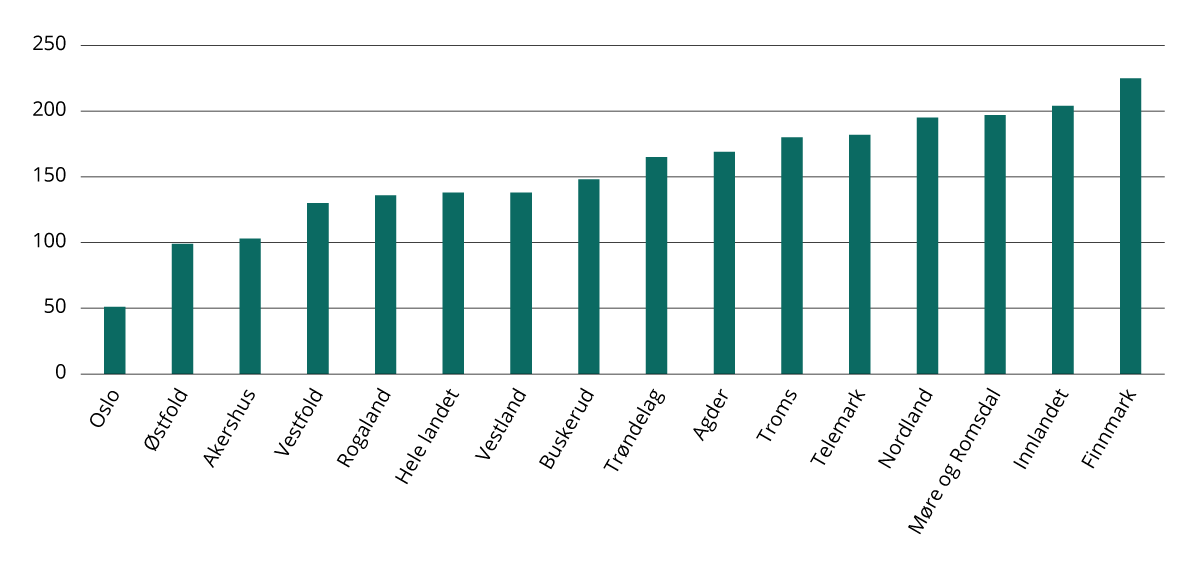 250
200
150
100
50
0
Oslo
Østfold
Akershus
Vestfold
Rogaland
Hele landet
Vestland
Buskerud
Trøndelag
Agder
Troms
Telemark
Nordland
Møre og Romsdal
Innlandet
Finnmark